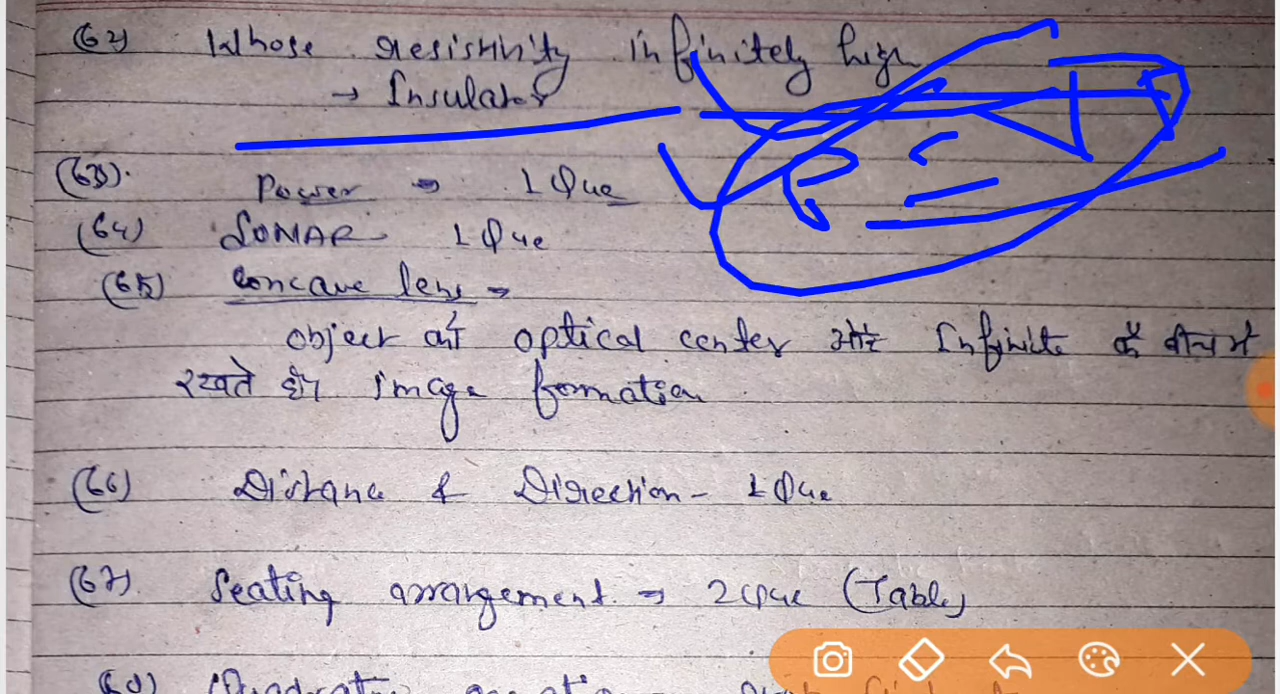 (62) Whose resistivity infinitely high
→ Insulator
(63). Power → 1 Que
(64) SONAR 1 Que
(65) Concave lens →
object को optical center और Infinite के बीच में
रखते है। image formation
(66) Distance & Direction - 1 Que
(67). Seating arrangement. → 2 Que (Table)